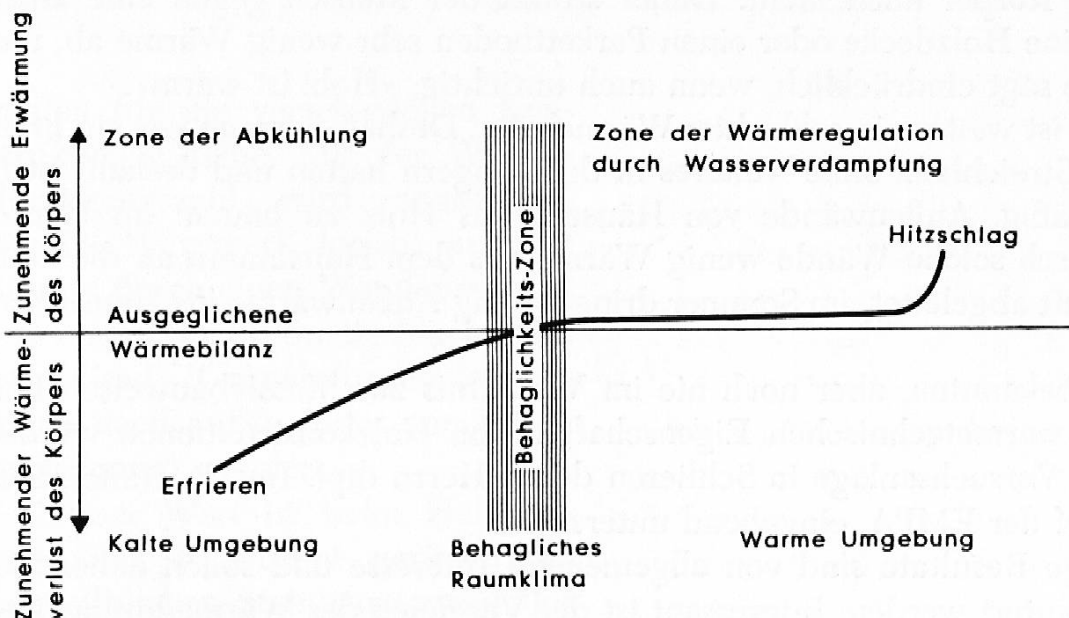 Zunehmende Erwärmung
des Körpers
Zunehmender Wärme-
verlust des Körpers
Zone der Abkühlung
Zone der Wärmeregulation
durch Wasserverdampfung
Hitzschlag
Ausgeglichene
Wärmebilanz
Behaglichkeits-Zone
Erfrieren
Kalte Umgebung
Behagliches
Raumklima
Warme Umgebung